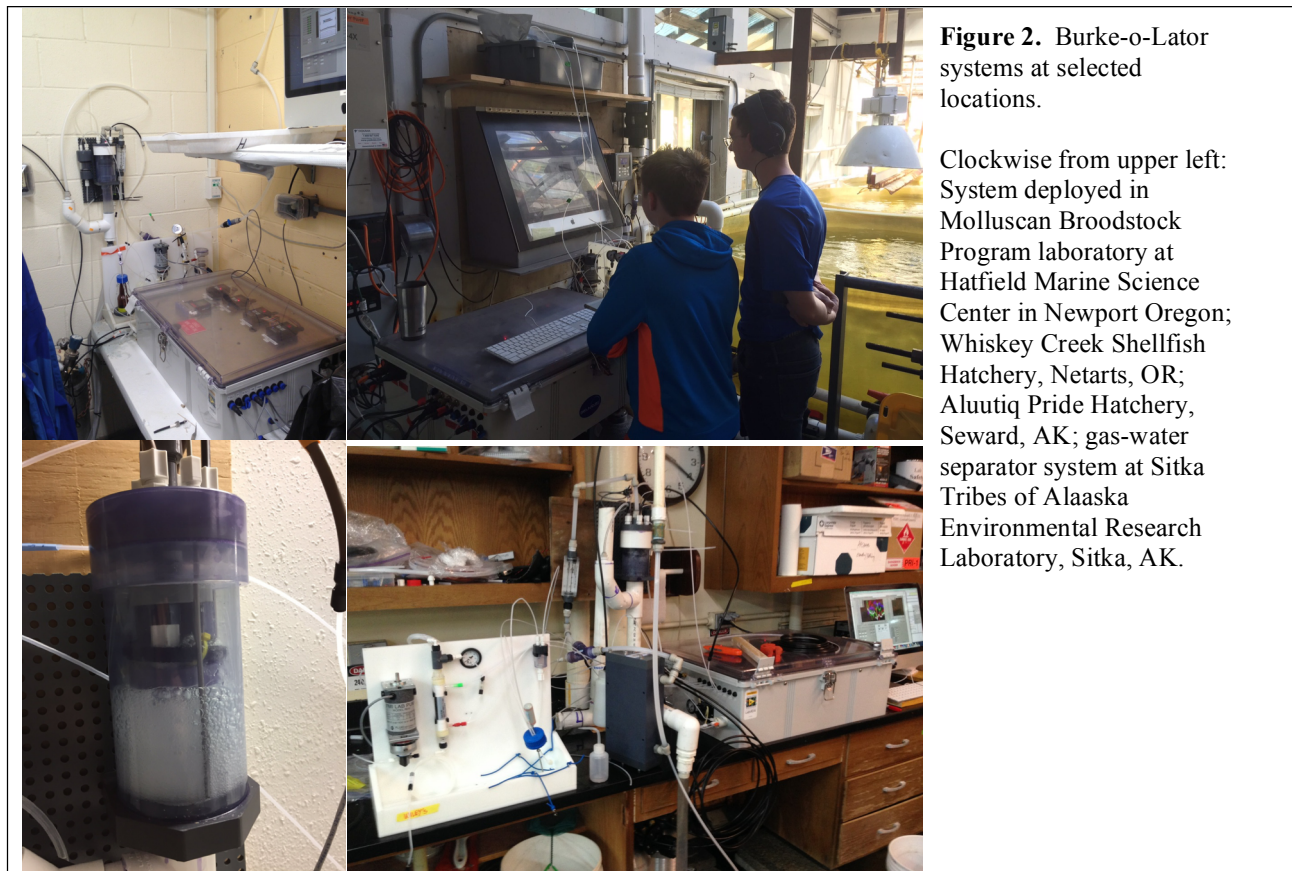 Figure 2. Burke-o-Lator
systems at selected
locations.
Clockwise from upper left:
System deployed in
Molluscan Broodstock
Program laboratory at
Hatfield Marine Science
Center in Newport Oregon;
Whiskey Creek Shellfish
Hatchery, Netarts, OR;
Aluutiq Pride Hatchery,
Seward, AK; gas-water
separator system at Sitka
Tribes of Alaaska
Environmental Research
Laboratory, Sitka, AK.